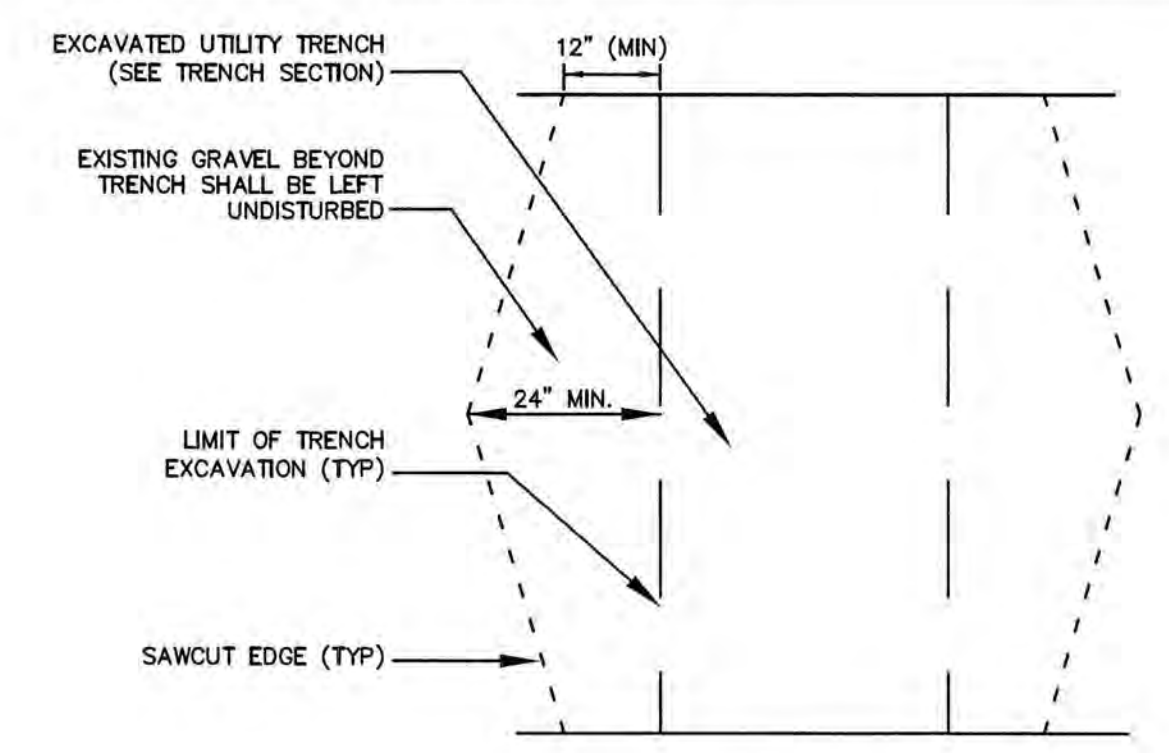 EXCAVATED UTILITY TRENCH
(SEE TRENCH SECTION)
12" (MIN)
EXISTING GRAVEL BEYOND
TRENCH SHALL BE LEFT
UNDISTURBED
24" MIN.
LIMIT OF TRENCH
EXCAVATION (TYP)
SAWCUT EDGE (TYP)